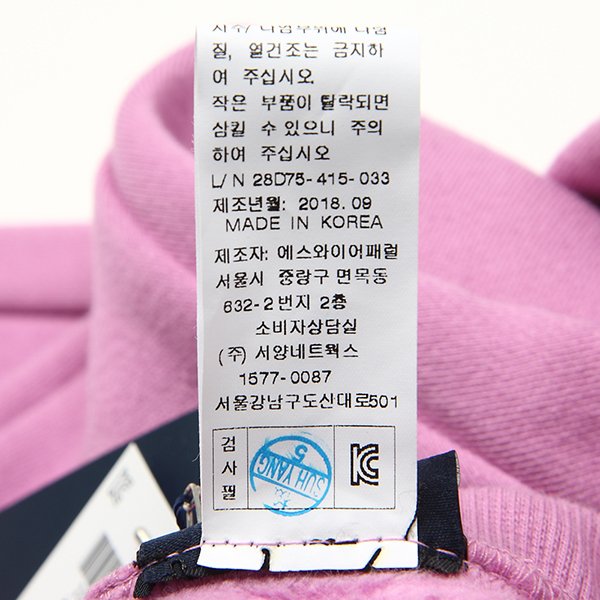 질, 열건조는 금지하
여 주십시오.
작은 부품이 탈락되면
삼킬 수 있으니 주의
하여 주십시오
L/N 28D75-415-033
제조년월: 2018.09
MADE IN KOREA
제조자: 에스와이어패럴
서울시 중랑구 면목동
632-2번지 2층
소비자상담실
(주) 서양네트웍스
1577-0087
서울강남구도산대로501
검사필
SUH YANG
5